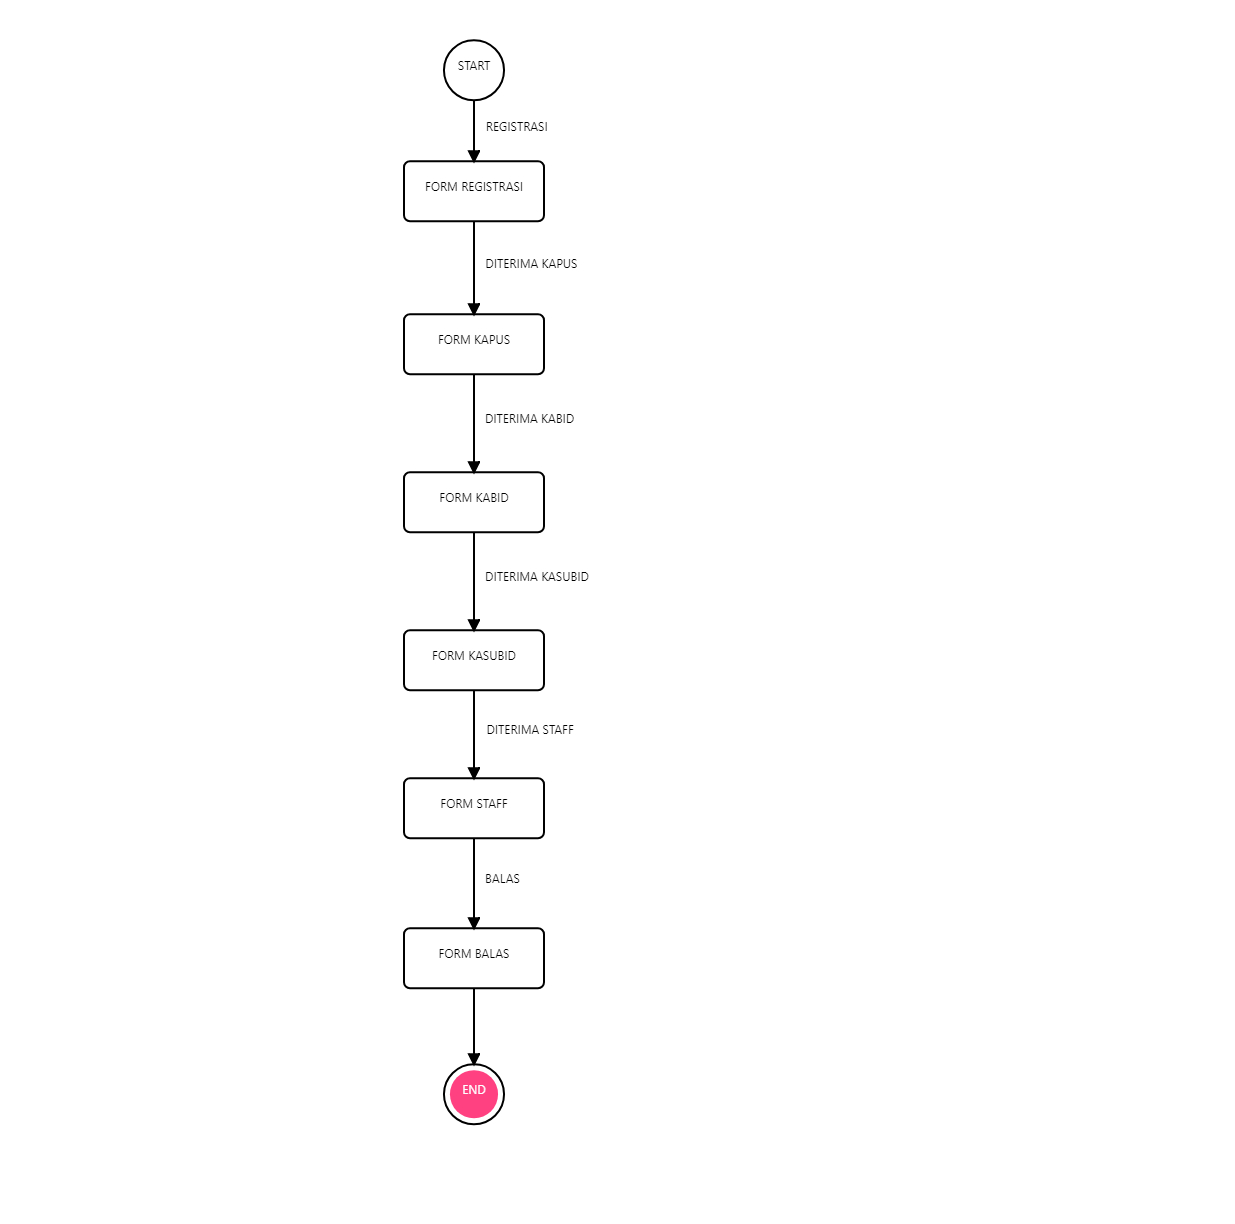 START
REGISTRASI
FORM REGISTRASI
DITERIMA KAPUS
FORM KAPUS
DITERIMA KABID
FORM KABID
DITERIMA KASUBID
FORM KASUBID
DITERIMA STAFF
FORM STAFF
BALAS
FORM BALAS
END